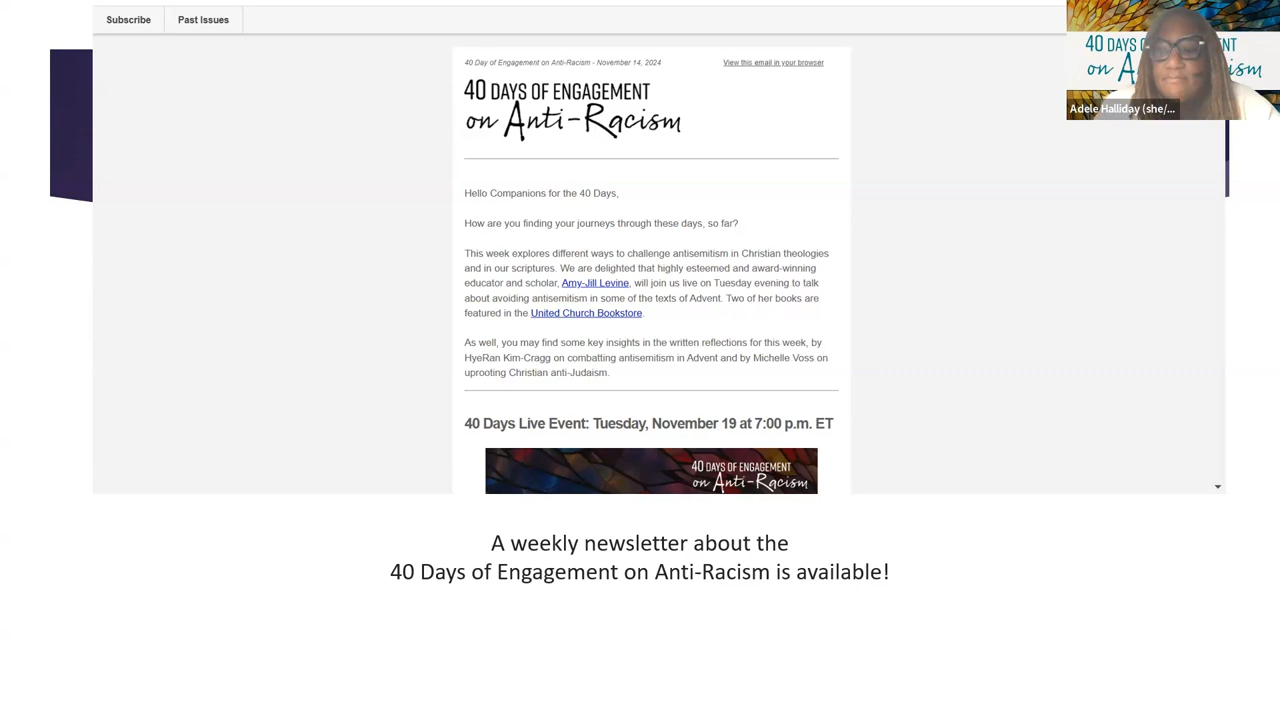 Subscribe
Past Issues
40 Day of Engagement on Anti-Racism - November 14, 2024
View this email in your browser
40 DAYS OF ENGAGEMENT
on Anti-Racism
Hello Companions for the 40 Days,
How are you finding your journeys through these days, so far?
This week explores different ways to challenge antisemitism in Christian theologies
and in our scriptures. We are delighted that highly esteemed and award-winning
educator and scholar, Amy-Jill Levine, will join us live on Tuesday evening to talk
about avoiding antisemitism in some of the texts of Advent. Two of her books are
featured in the United Church Bookstore.
As well, you may find some key insights in the written reflections for this week, by
HyeRan Kim-Cragg on combatting antisemitism in Advent and by Michelle Voss on
uprooting Christian anti-Judaism.
40 Days Live Event: Tuesday, November 19 at 7:00 p.m. ET
40 DAYS OF ENGAGEMENT
on Anti-Racism
A weekly newsletter about the
40 Days of Engagement on Anti-Racism is available!
40 DAYS
on
Adele Halliday (she/...